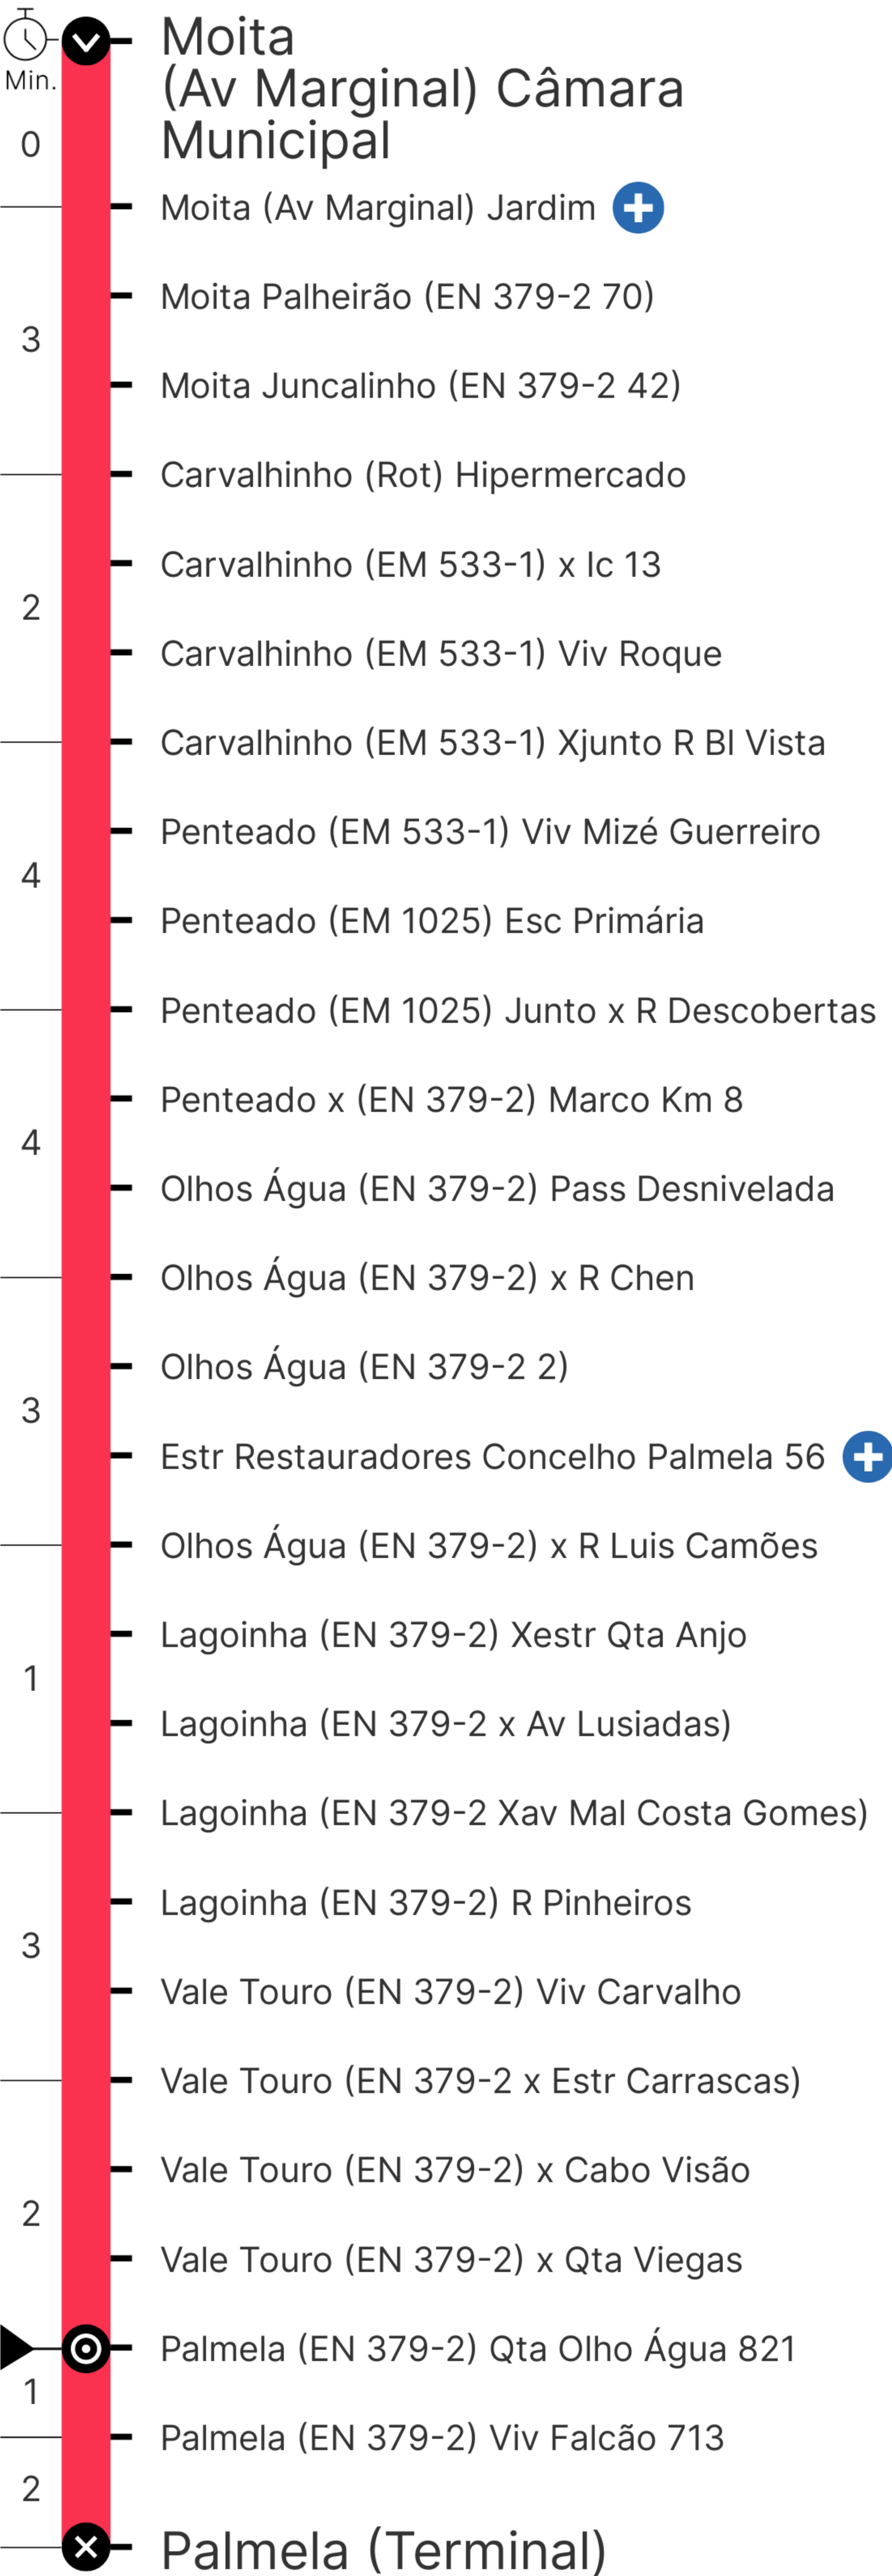 Moita
Min.
(Av Marginal) Câmara
0
Municipal
Moita (Av Marginal) Jardim
Moita Palheirão (EN 379-2 70)
3
Moita Juncalinho (EN 379-2 42)
Carvalhinho (Rot) Hipermercado
Carvalhinho (EM 533-1) x Ic 13
2
Carvalhinho (EM 533-1) Viv Roque
Carvalhinho (EM 533-1) Xjunto R Bl Vista
Penteado (EM 533-1) Viv Mizé Guerreiro
4
Penteado (EM 1025) Esc Primária
Penteado (EM 1025) Junto x R Descobertas
Penteado x (EN 379-2) Marco Km 8
4
Olhos Água (EN 379-2) Pass Desnivelada
Olhos Água (EN 379-2) x R Chen
Olhos Água (EN 379-2 2)
3
Estr Restauradores Concelho Palmela 56
Olhos Água (EN 379-2) x R Luis Camões
Lagoinha (EN 379-2) Xestr Qta Anjo
1
Lagoinha (EN 379-2 x Av Lusiadas)
Lagoinha (EN 379-2 Xav Mal Costa Gomes)
Lagoinha (EN 379-2) R Pinheiros
3
Vale Touro (EN 379-2) Viv Carvalho
Vale Touro (EN 379-2 x Estr Carrascas)
Vale Touro (EN 379-2) x Cabo Visão
2
Vale Touro (EN 379-2) x Qta Viegas
Palmela (EN 379-2) Qta Olho Água 821
1
Palmela (EN 379-2) Viv Falcão 713
2
Palmela (Terminal)